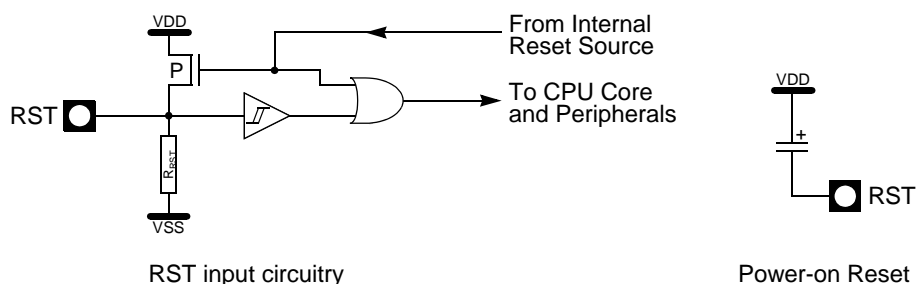 VDD
From Internal
Reset Source
P
To CPU Core
and Peripherals
RST
R RST
VSS
RST input circuitry
VDD
+
RST
Power-on Reset